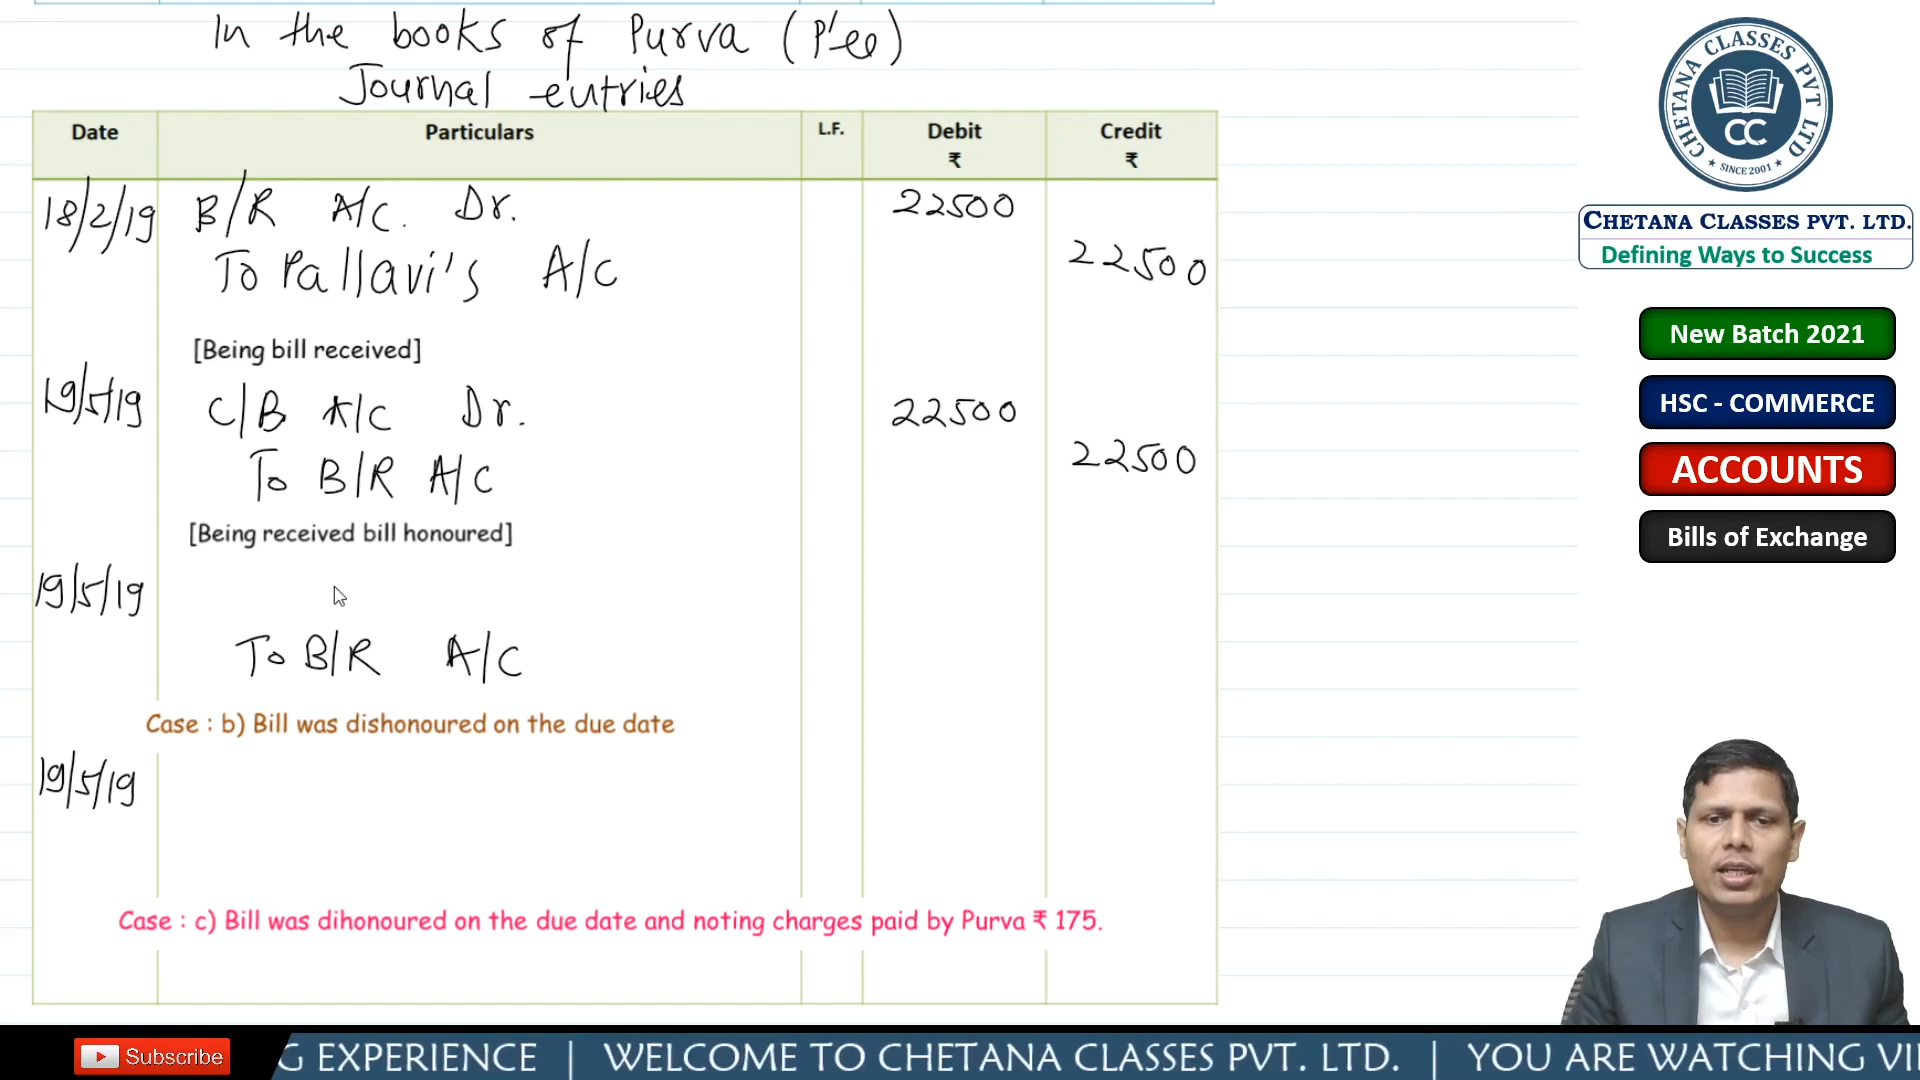 In the books of Purva (P'ee)
Journal entries
Date Particulars L.F. Debit ₹ Credit ₹
18/2/19 B/R A/C. Dr. 22500
To Pallavi's A/C 22500
[Being bill received]
19/5/19 C/B A/C Dr. 22500
To B/R A/C 22500
[Being received bill honoured]
19/5/19
To B/R A/C
Case : b) Bill was dishonoured on the due date
19/5/19
Case : c) Bill was dihonoured on the due date and noting charges paid by Purva ₹ 175.
CHETANA CLASSES PVT LTD
CC
SINCE 2001
CHETANA CLASSES PVT. LTD.
Defining Ways to Success
New Batch 2021
HSC - COMMERCE
ACCOUNTS
Bills of Exchange
Subscribe
G EXPERIENCE | WELCOME TO CHETANA CLASSES PVT. LTD. | YOU ARE WATCHING VI